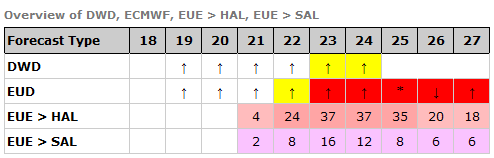 Overview of DWD, ECMWF, EUE > HAL, EUE > SAL
Forecast Type 18 19 20 21 22 23 24 25 26 27
DWD ↑ ↑ ↑ ↑ ↑ ↑
EUD ↑ ↑ ↑ ↑ ↑ ↑ * ↓ ↑
EUE > HAL 4 24 37 37 35 20 18
EUE > SAL 2 8 16 12 8 6 6